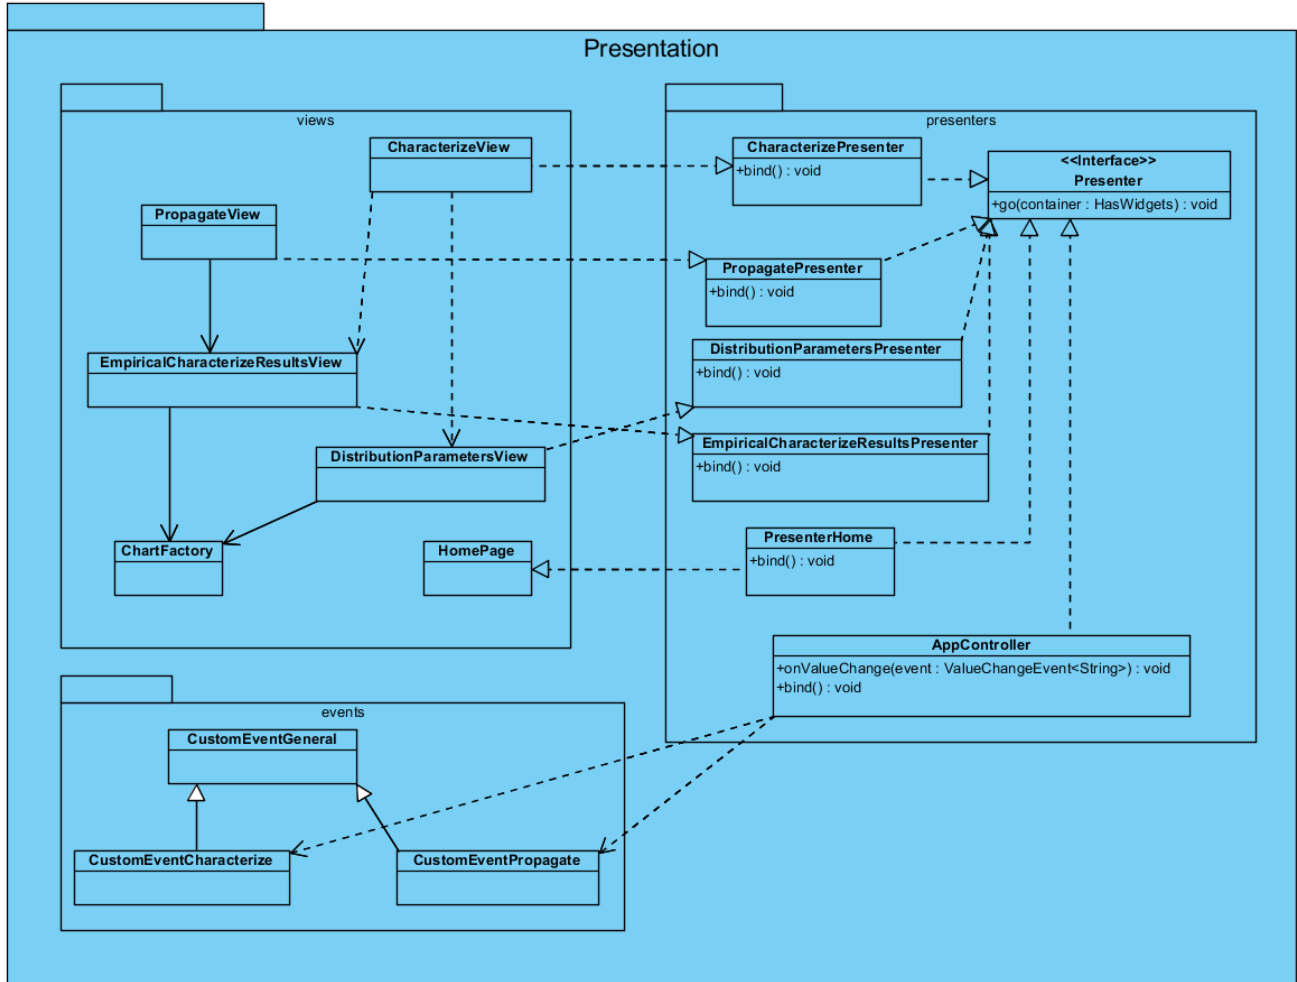 Presentation
views
CharacterizeView
PropagateView
EmpiricalCharacterizeResultsView
DistributionParametersView
ChartFactory
HomePage
presenters
CharacterizePresenter
+bind() : void
<<Interface>>
Presenter
+go(container : HasWidgets) : void
PropagatePresenter
+bind() : void
DistributionParametersPresenter
+bind() : void
EmpiricalCharacterizeResultsPresenter
+bind() : void
PresenterHome
+bind() : void
AppController
+onValueChange(event : ValueChangeEvent<String>) : void
+bind() : void
events
CustomEventGeneral
CustomEventCharacterize
CustomEventPropagate